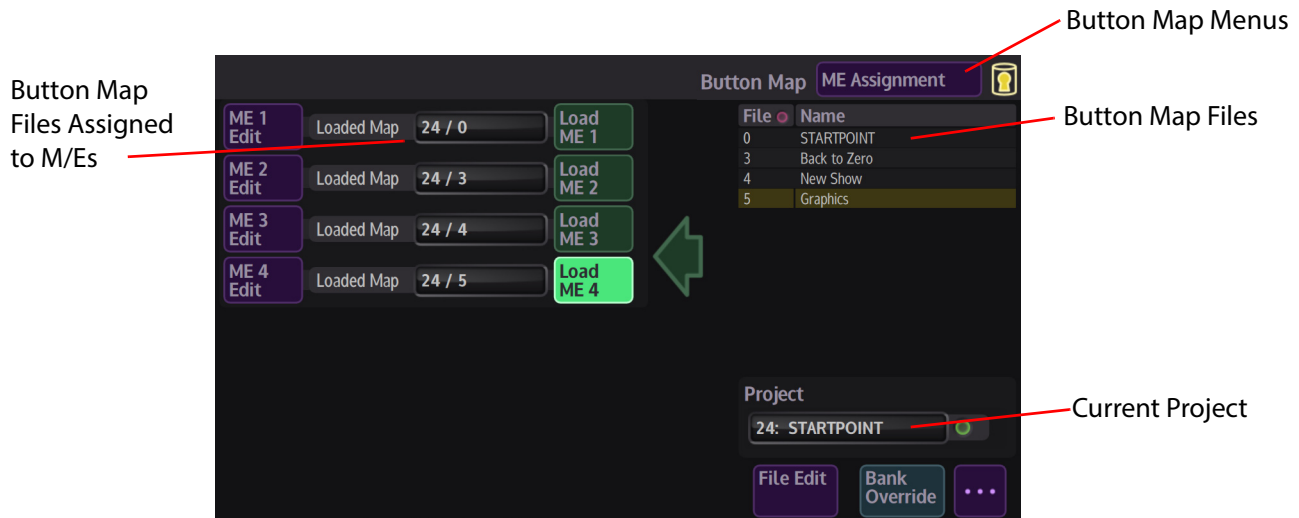 Button Map Menus
Button Map
Files Assigned
to M/Es
Button Map ME Assignment
ME 1
Edit
Loaded Map 24 / 0
Load
ME 1
ME 2
Edit
Loaded Map 24 / 3
Load
ME 2
ME 3
Edit
Loaded Map 24 / 4
Load
ME 3
ME 4
Edit
Loaded Map 24 / 5
Load
ME 4
File Name
0 STARTPOINT
3 Back to Zero
4 New Show
5 Graphics
Button Map Files
Project
24: STARTPOINT
Current Project
File Edit
Bank
Override
...